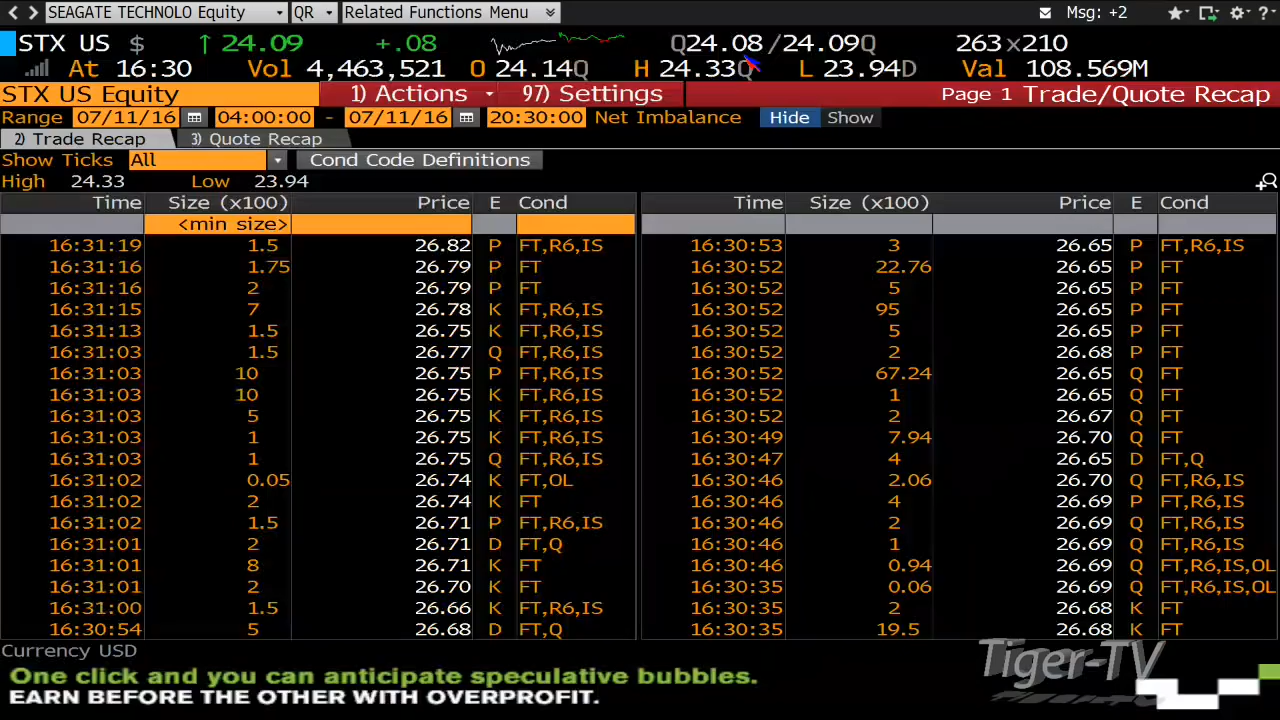 SEAGATE TECHNOLO Equity QR Related Functions Menu Msg: +2 ?
STX US $ ↑ 24.09 +.08 Q24.08 / 24.09Q 263x210
At 16:30 Vol 4,463,521 O 24.14Q H 24.33Q L 23.94D Val 108.569M
STX US Equity 1) Actions 97) Settings Page 1 Trade/Quote Recap
Range 07/11/16 04:00:00 - 07/11/16 20:30:00 Net Imbalance Hide Show
2) Trade Recap 3) Quote Recap
Show Ticks All Cond Code Definitions
High 24.33 Low 23.94
Time Size (x100) Price E Cond Time Size (x100) Price E Cond
<min size>
16:31:19 1.5 26.82 P FT,R6,IS 16:30:53 3 26.65 P FT,R6,IS
16:31:16 1.75 26.79 P FT 16:30:52 22.76 26.65 P FT
16:31:16 2 26.79 P FT 16:30:52 5 26.65 P FT
16:31:15 7 26.78 K FT,R6,IS 16:30:52 95 26.65 P FT
16:31:13 1.5 26.75 K FT,R6,IS 16:30:52 5 26.65 P FT
16:31:03 1.5 26.77 Q FT,R6,IS 16:30:52 2 26.68 P FT
16:31:03 10 26.75 P FT,R6,IS 16:30:52 67.24 26.65 Q FT
16:31:03 10 26.75 K FT,R6,IS 16:30:52 1 26.65 Q FT
16:31:03 5 26.75 K FT,R6,IS 16:30:52 2 26.67 Q FT
16:31:03 1 26.75 K FT,R6,IS 16:30:49 7.94 26.70 Q FT
16:31:03 1 26.75 Q FT,R6,IS 16:30:47 4 26.65 D FT,Q
16:31:02 0.05 26.74 K FT,OL 16:30:46 2.06 26.70 Q FT,R6,IS
16:31:02 2 26.74 K FT 16:30:46 4 26.69 P FT,R6,IS
16:31:02 1.5 26.71 P FT,R6,IS 16:30:46 2 26.69 Q FT,R6,IS
16:31:01 2 26.71 D FT,Q 16:30:46 1 26.69 Q FT,R6,IS
16:31:01 8 26.71 K FT 16:30:46 0.94 26.69 Q FT,R6,IS,OL
16:31:01 2 26.70 K FT 16:30:35 0.06 26.69 Q FT,R6,IS,OL
16:31:00 1.5 26.66 K FT,R6,IS 16:30:35 2 26.68 K FT
16:30:54 5 26.68 D FT,Q 16:30:35 19.5 26.68 K FT
Currency USD
One click and you can anticipate speculative bubbles.
EARN BEFORE THE OTHER WITH OVERPROFIT.
Tiger-TV